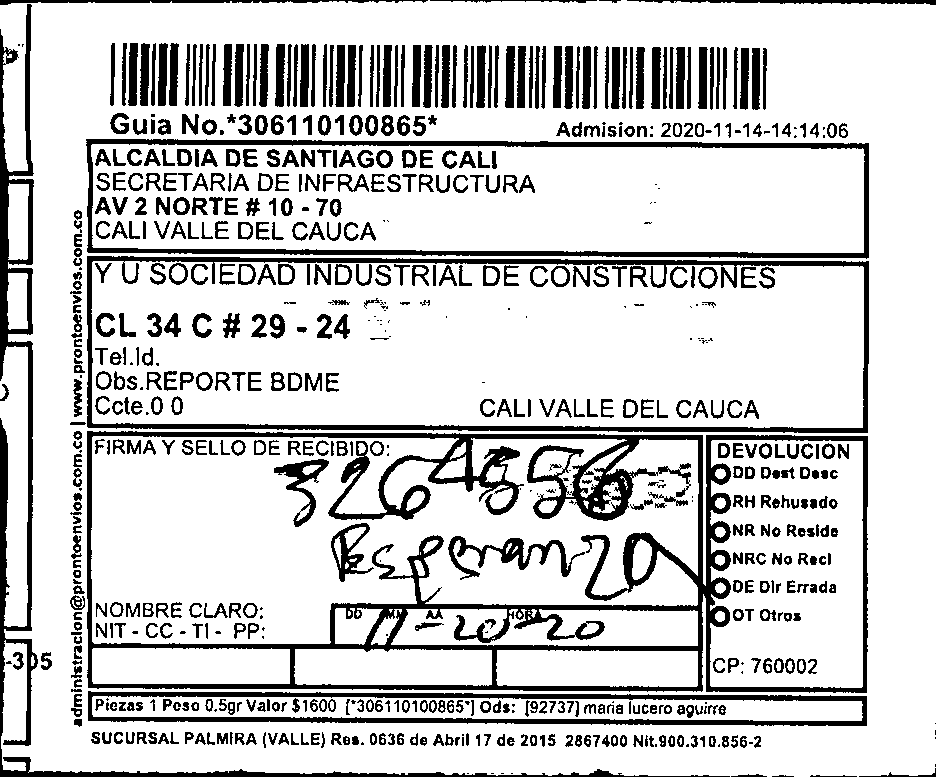 Guia No.*306110100865*
Admision: 2020-11-14-14:14:06
ALCALDIA DE SANTIAGO DE CALI
SECRETARIA DE INFRAESTRUCTURA
AV 2 NORTE # 10 - 70
CALI VALLE DEL CAUCA
Y U SOCIEDAD INDUSTRIAL DE CONSTRUCIONES
CL 34 C # 29 - 24
Tel.Id.
Obs.REPORTE BDME
Ccte.0 0
CALI VALLE DEL CAUCA
administracion@prontoenvios.com.co | www.prontoenvios.com.co
FIRMA Y SELLO DE RECIBIDO:
3264856
Esperanza
NOMBRE CLARO:
NIT - CC - TI - PP:
DD MM AA HORA
11-20-20
DEVOLUCION
DD Dest Desc
RH Rehusado
NR No Reside
NRC No Recl
DE Dir Errada
OT Otros
CP: 760002
-305
Piezas 1 Peso 0.5gr Valor $1600 [*306110100865*] Ods: [92737] maria lucero aguirre
SUCURSAL PALMIRA (VALLE) Res. 0636 de Abril 17 de 2015 2867400 Nit.900.310.856-2